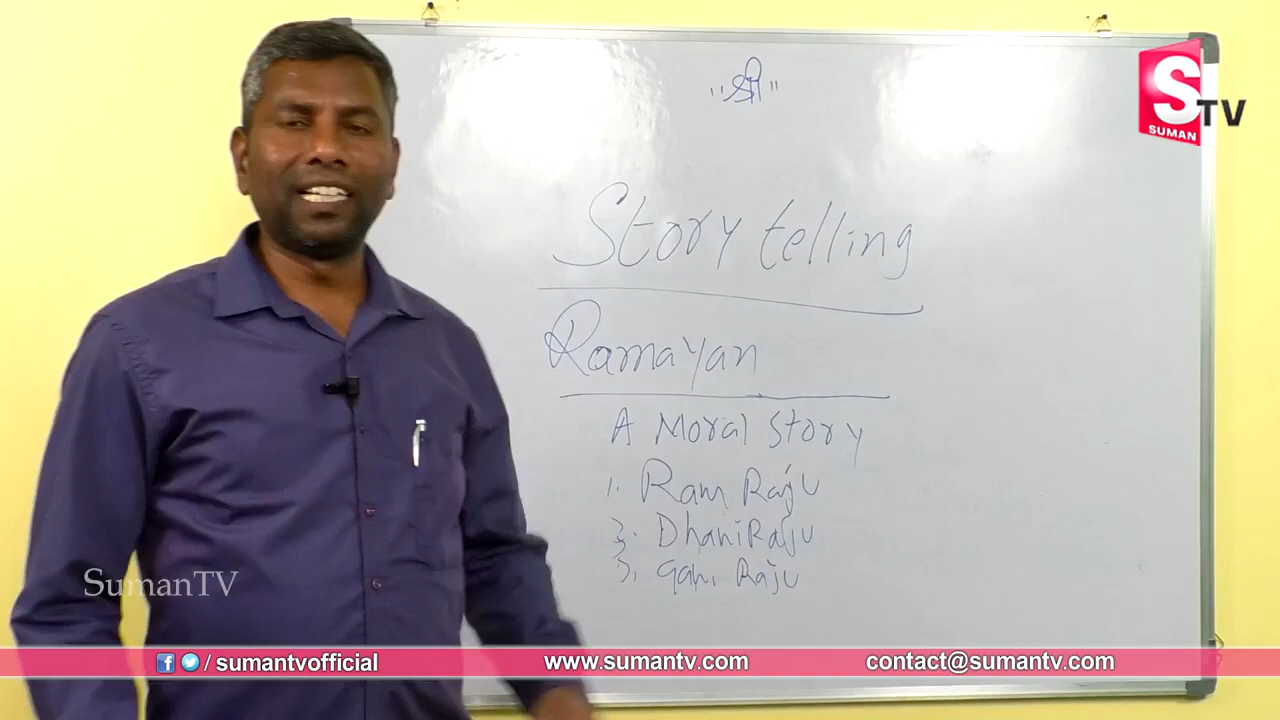 "श्री"
S TV
SUMAN
Story telling
Ramayan
A Moral Story
1. Ram Raju
2. Dhani Raju
3. Gani Raju
SumanTV
/ sumantvofficial
www.sumantv.com
contact@sumantv.com